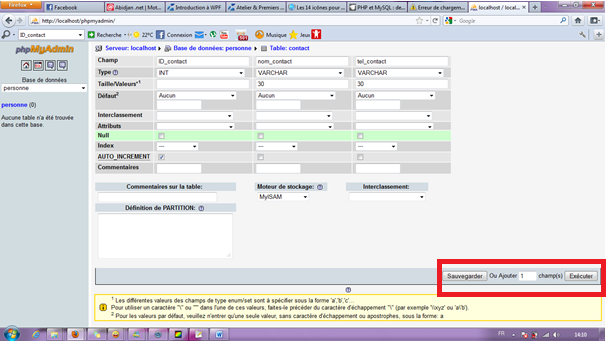 Firefox
Facebook
Abidjan.net | Mot...
Introduction à WPF
Atelier & Premiers ...
Les 14 icônes pour ...
PHP et MySQL : de...
Erreur de chargem...
localhost / local...
http://localhost/phpmyadmin/
Google
ID_contact
Recherche
22°C
Connexion
Musique
Jeux
phpMyAdmin
Serveur: localhost
Base de données: personne
Table: contact
Base de données
personne
personne (0)
Aucune table n'a été trouvée
dans cette base.
Champ ID_contact nom_contact tel_contact
Type INT VARCHAR VARCHAR
Taille/Valeurs*1 30 30
Défaut2 Aucun Aucun Aucun
Interclassement
Attributs
Null
Index --- --- ---
AUTO_INCREMENT
Commentaires
Commentaires sur la table: Moteur de stockage: Interclassement:
MyISAM
Définition de PARTITION:
Sauvegarder Ou Ajouter 1 champ(s) Exécuter
1 Les différentes valeurs des champs de type enum/set sont à spécifier sous la forme 'a','b','c'...
Pour utiliser un caractère "\" ou "'" dans l'une de ces valeurs, faites-le précéder du caractère d'échappement "\" (par exemple '\\xyz' ou 'a\'b').
2 Pour les valeurs par défaut, veuillez n'entrer qu'une seule valeur, sans caractère d'échappement ou apostrophes, sous la forme: a
FR
14:10